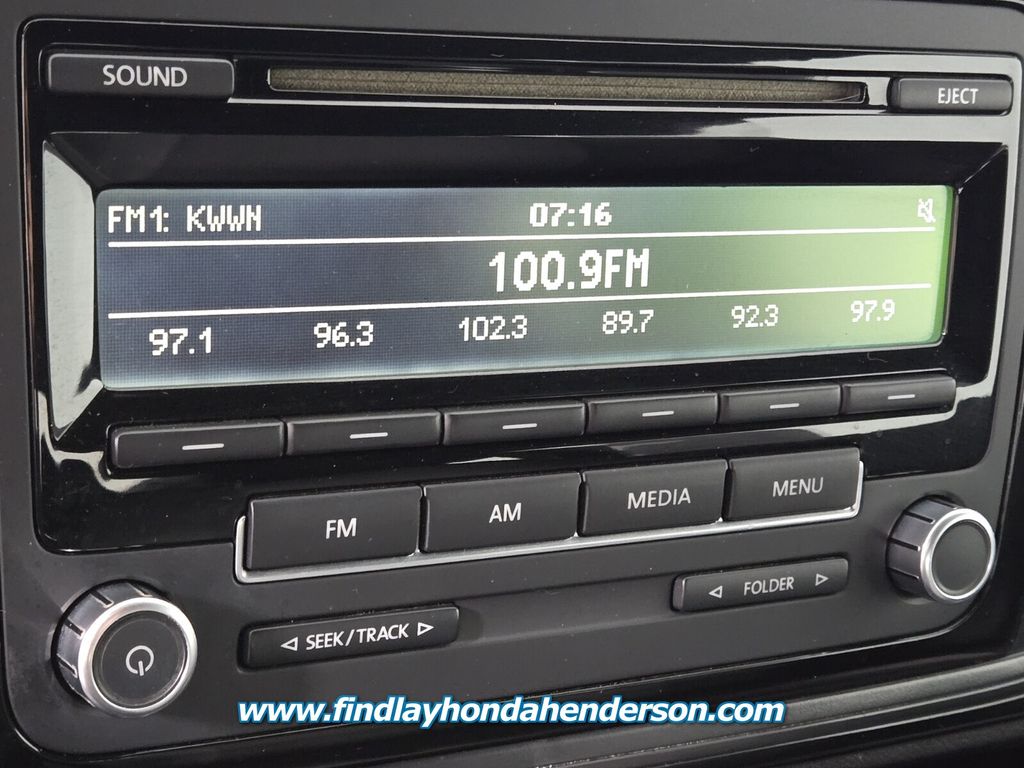 SOUND
EJECT
FM1: KWWN 07:16
100.9FM
97.1 96.3 102.3 89.7 92.3 97.9
FM AM MEDIA MENU
FOLDER
SEEK/TRACK
www.findlayhondahenderson.com